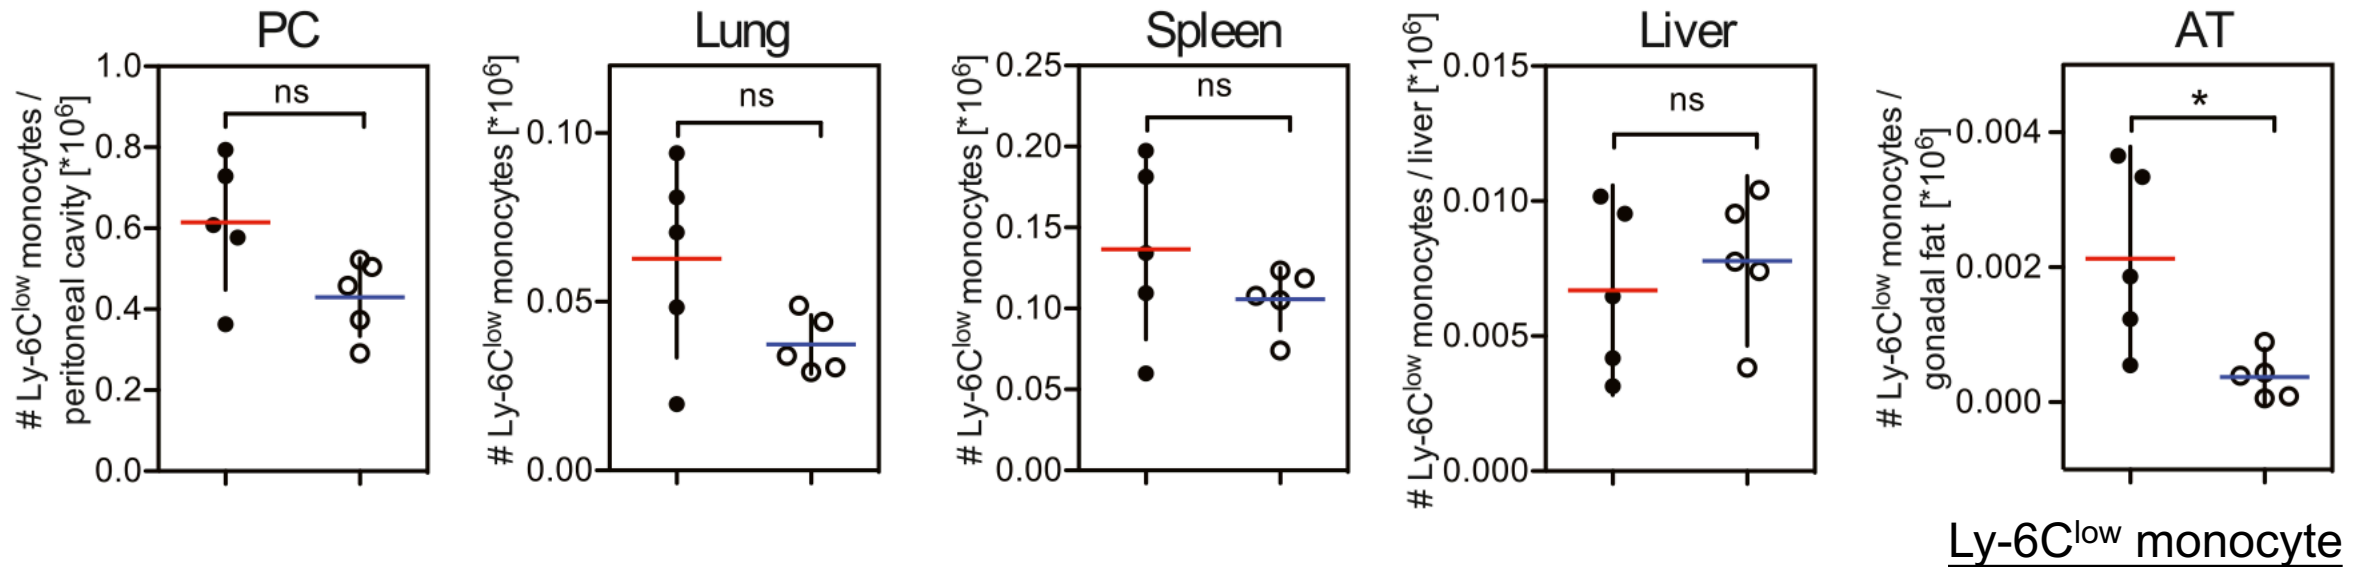 PC
# Ly-6Clow monocytes /
peritoneal cavity [*10⁶]
1.0
0.8
0.6
0.4
0.2
0.0
ns
Lung
# Ly-6Clow monocytes [*10⁶]
0.10
0.05
0.00
ns
Spleen
# Ly-6Clow monocytes [*10⁶]
0.25
0.20
0.15
0.10
0.05
0.00
ns
Liver
# Ly-6Clow monocytes / liver [*10⁶]
0.015
0.010
0.005
0.000
ns
AT
# Ly-6Clow monocytes /
gonadal fat [*10⁶]
0.004
0.002
0.000
*
Ly-6Clow monocyte